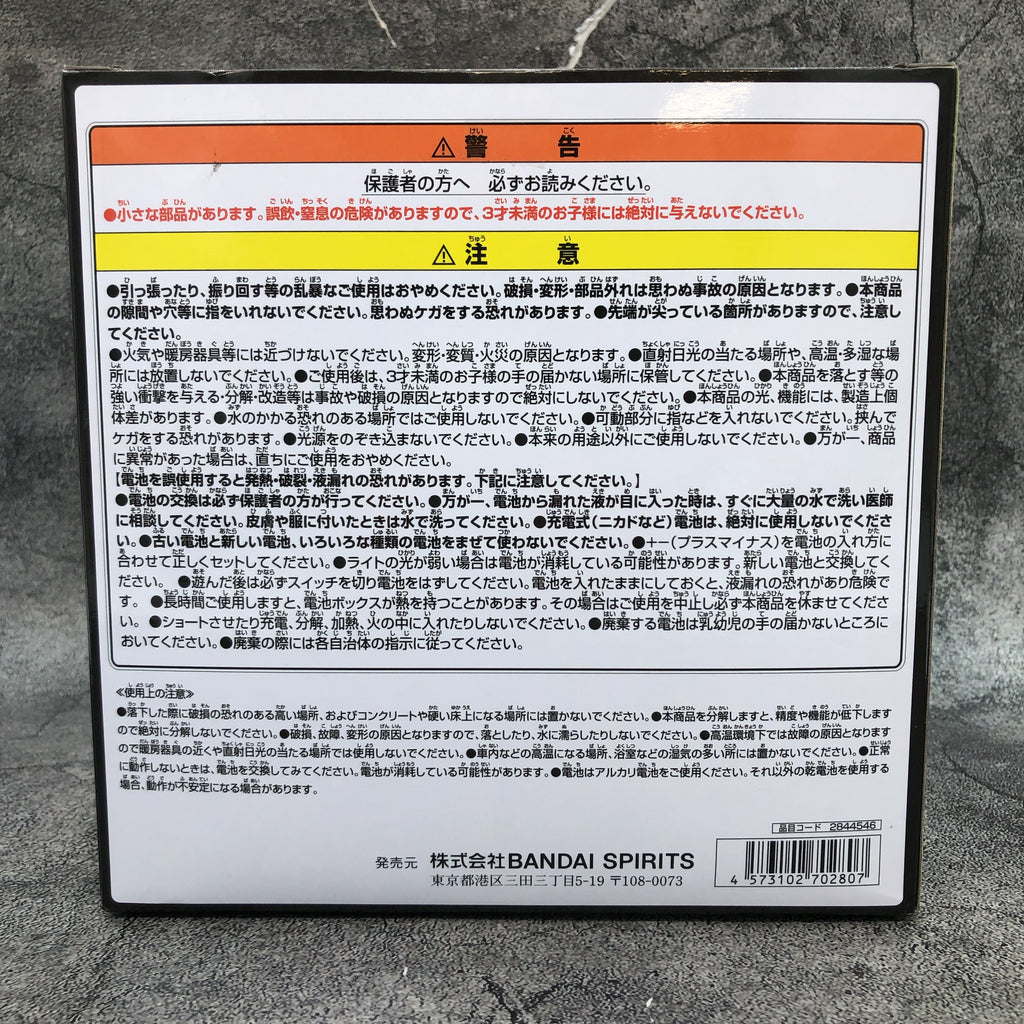 ⚠警告
保護者の方へ 必ずお読みください。
●小さな部品があります。誤飲・窒息の危険がありますので、3才未満のお子様には絶対に与えないでください。
⚠注意
●引っ張ったり、振り回す等の乱暴なご使用はおやめください。破損・変形・部品外れは思わぬ事故の原因となります。●本商品
の隙間や穴等に指をいれないでください。思わぬケガをする恐れがあります。●先端が尖っている箇所がありますので、注意し
てください。
●火気や暖房器具等には近づけないでください。変形・変質・火災の原因となります。●直射日光の当たる場所や、高温・多湿な場
所には放置しないでください。●ご使用後は、3才未満のお子様の手の届かない場所に保管してください。●本商品を落とす等の
強い衝撃を与える・分解・改造等は事故や破損の原因となりますので絶対にしないでください。●本商品の光、機能には、製造上個
体差があります。●水のかかる恐れのある場所ではご使用しないでください。●可動部分に指などを入れないでください。挟んで
ケガをする恐れがあります。●光源をのぞき込まないでください。●本来の用途以外にご使用しないでください。●万が一、商品
に異常があった場合は、直ちにご使用をおやめください。
【電池を誤使用すると発熱・破裂・液漏れの恐れがあります。下記に注意してください。】
●電池の交換は必ず保護者の方が行ってください。●万が一、電池から漏れた液が目に入った時は、すぐに大量の水で洗い医師
に相談してください。皮膚や服に付いたときは水で洗ってください。●充電式(ニカドなど)電池は、絶対に使用しないでくださ
い。●古い電池と新しい電池、いろいろな種類の電池をまぜて使わないでください。●+−(プラスマイナス)を電池の入れ方に
合わせて正しくセットしてください。●ライトの光が弱い場合は電池が消耗している可能性があります。新しい電池と交換してく
ださい。●遊んだ後は必ずスイッチを切り電池をはずしてください。電池を入れたままにしておくと、液漏れの恐れがあり危険で
す。●長時間ご使用しますと、電池ボックスが熱を持つことがあります。その場合はご使用を中止し必ず本商品を休ませてくださ
い。●ショートさせたり充電、分解、加熱、火の中に入れたりしないでください。●廃棄する電池は乳幼児の手の届かないところに
おいてください。●廃棄の際には各自治体の指示に従ってください。
≪使用上の注意≫
●落下した際に破損の恐れのある高い場所、およびコンクリートや硬い床上になる場所には置かないでください。●本商品を分解しますと、精度や機能が低下します
ので絶対に分解しないでください。●破損、故障、変形の原因となりますので、落としたり、水に濡らしたりしないでください。●高温環境下では故障の原因となります
ので暖房器具の近くや直射日光の当たる場所では使用しないでください。●車内などの高温になる場所、浴室などの湿気の多い所には置かないでください。●正常
に動作しないときは、電池を交換してみてください。電池が消耗している可能性があります。●電池はアルカリ電池をご使用ください。それ以外の乾電池を使用する
場合、動作が不安定になる場合があります。
品目コード 2844546
発売元 株式会社BANDAI SPIRITS
東京都港区三田三丁目5-19 〒108-0073
4 573102 702807